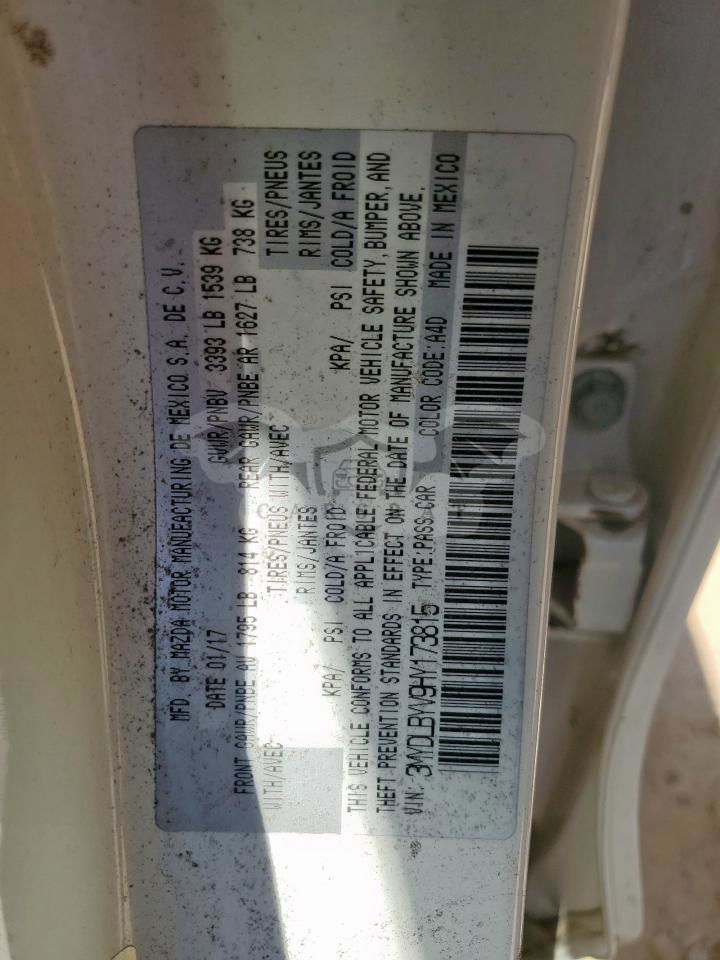 MFD. BY MAZDA MOTOR MANUFACTURING DE MEXICO S.A. DE C.V.
DATE 01/17 GVWR/PNBV 3393 LB 1539 KG
FRONT GAWR/PNBE AV 1795 LB 814 KG REAR GAWR/PNBE AR 1627 LB 738 KG
WITH/AVEC TIRES/PNEUS WITH/AVEC TIRES/PNEUS
RIMS/JANTES RIMS/JANTES
KPA/ PSI COLD/A FROID KPA/ PSI COLD/A FROID
THIS VEHICLE CONFORMS TO ALL APPLICABLE FEDERAL MOTOR VEHICLE SAFETY, BUMPER, AND
THEFT PREVENTION STANDARDS IN EFFECT ON THE DATE OF MANUFACTURE SHOWN ABOVE.
VIN: 3MYDLBYV9HY173815 TYPE:PASS-CAR COLOR CODE:A4D MADE IN MEXICO